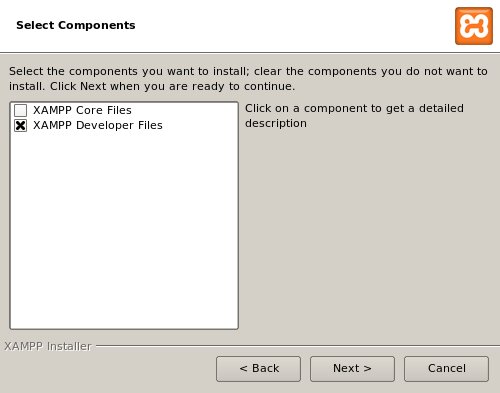 Select Components
Select the components you want to install; clear the components you do not want to
install. Click Next when you are ready to continue.
XAMPP Core Files
XAMPP Developer Files
Click on a component to get a detailed
description
XAMPP Installer
< Back
Next >
Cancel